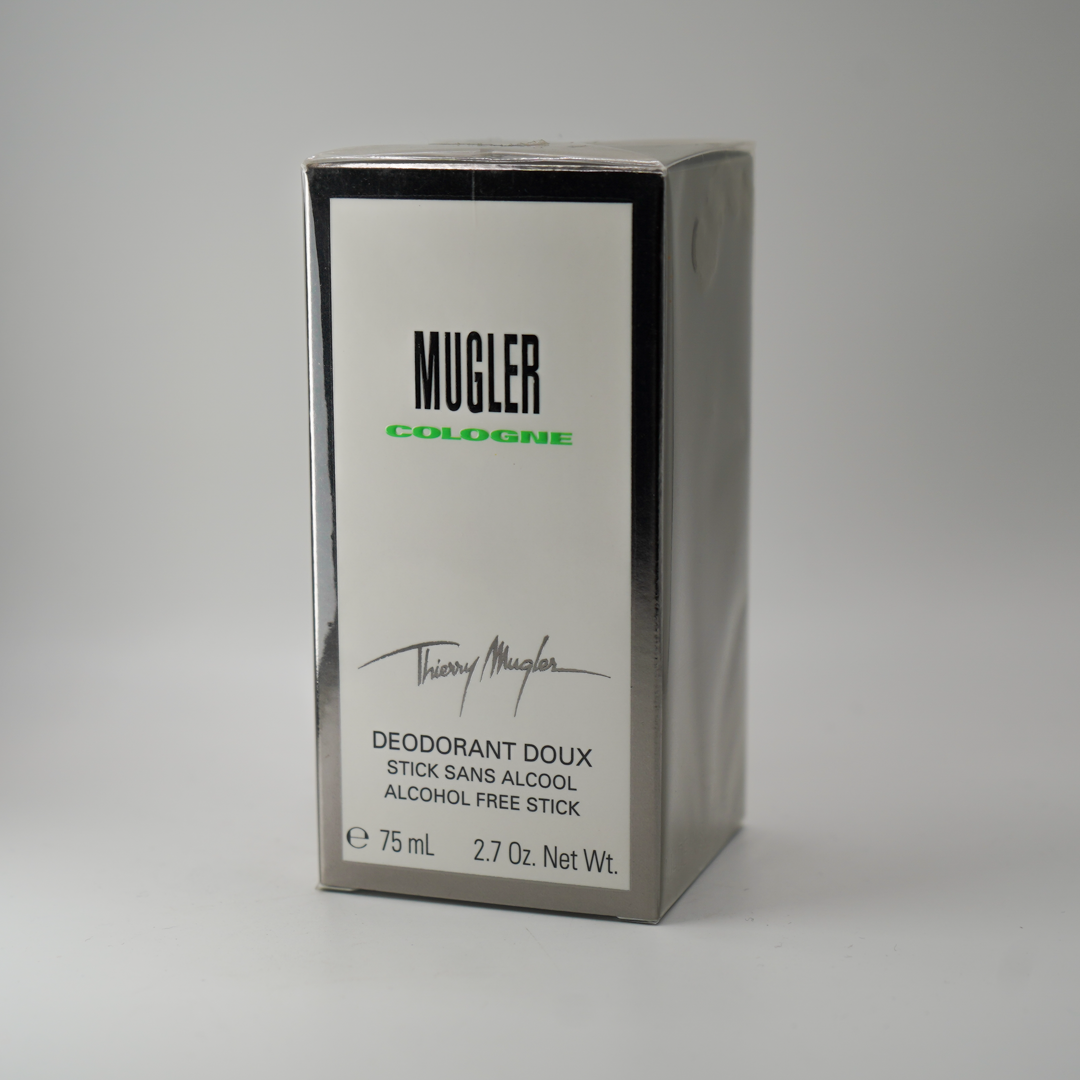 MUGLER
COLOGNE
Thierry Mugler
DEODORANT DOUX
STICK SANS ALCOOL
ALCOHOL FREE STICK
℮ 75 mL 2.7 Oz. Net Wt.